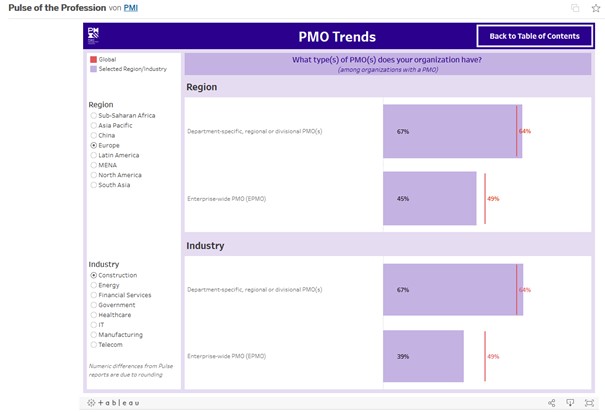 Pulse of the Profession von PMI
PMI
PMO Trends
Back to Table of Contents
Global
Selected Region/Industry
What type(s) of PMO(s) does your organization have?
(among organizations with a PMO)
Region
Region
Sub-Saharan Africa
Asia Pacific
China
Europe
Latin America
MENA
North America
South Asia
Department-specific, regional or divisional PMO(s)
67%
64%
Enterprise-wide PMO (EPMO)
45%
49%
Industry
Industry
Construction
Energy
Financial Services
Government
Healthcare
IT
Manufacturing
Telecom
Department-specific, regional or divisional PMO(s)
67%
64%
Enterprise-wide PMO (EPMO)
39%
49%
Numeric differences from Pulse
reports are due to rounding
+ a b l e a u